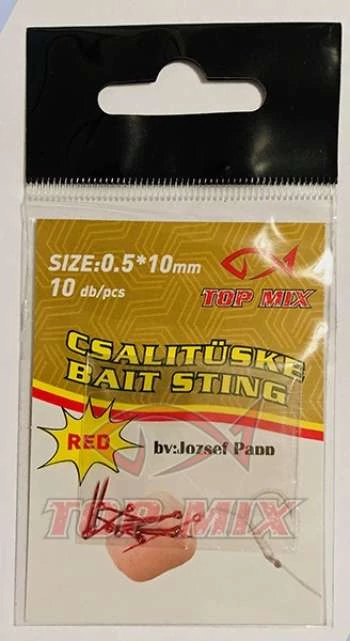 SIZE:0.5*10mm
10 db/pcs
TOP MIX
CSALITÜSKE
BAIT STING
RED
by:Jozsef Papp
TOP MIX